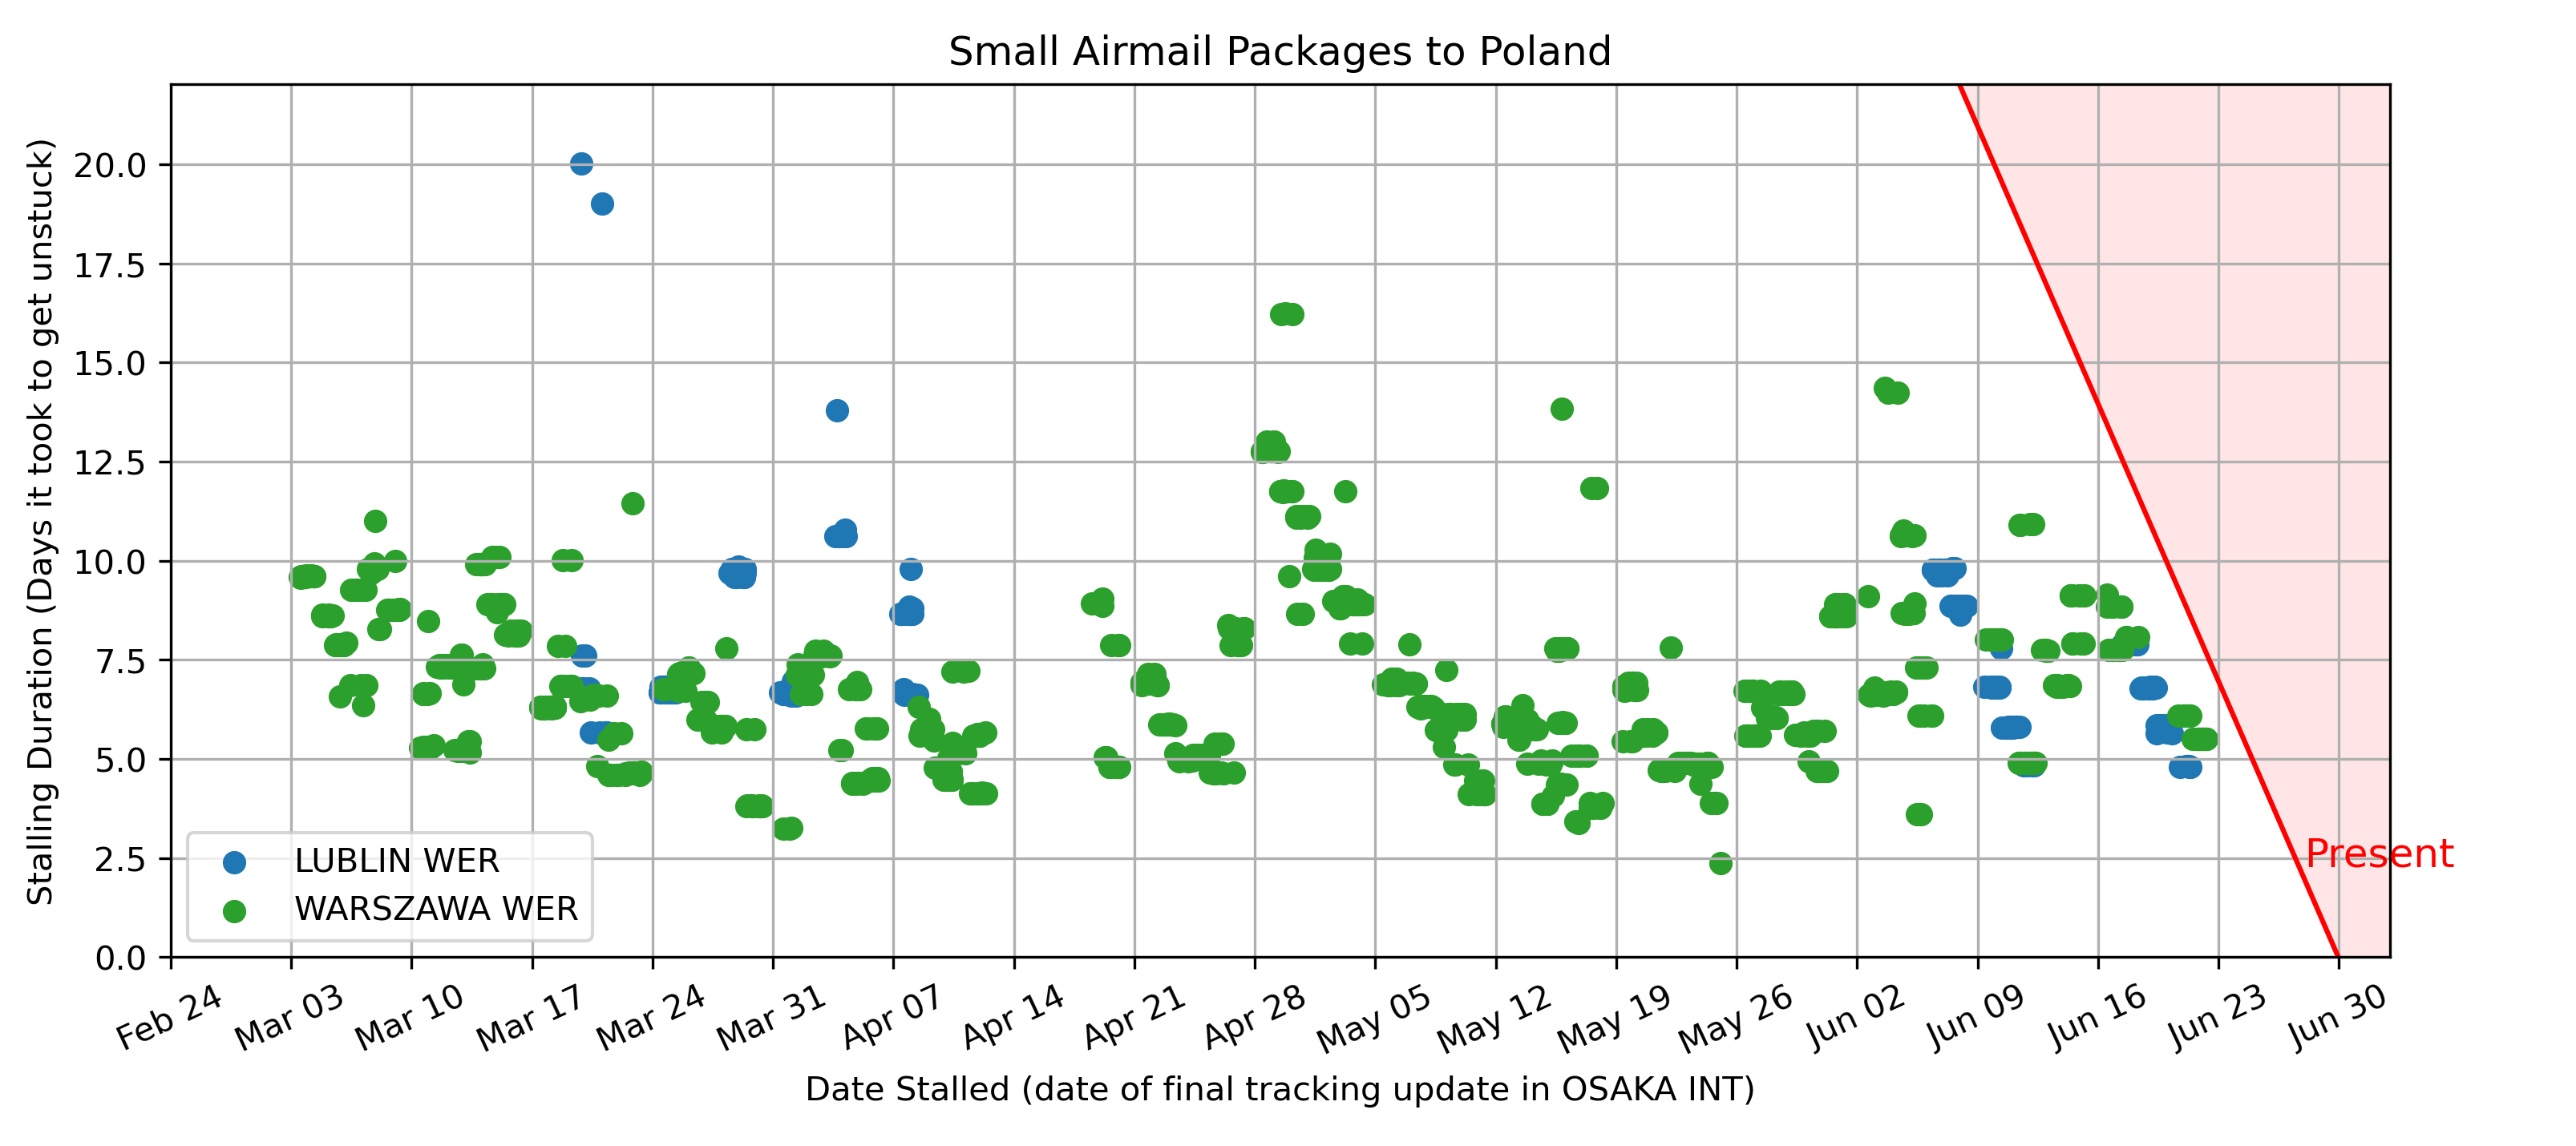 Small Airmail Packages to Poland
Stalling Duration (Days it took to get unstuck)
20.0
17.5
15.0
12.5
10.0
7.5
5.0
2.5
0.0
LUBLIN WER
WARSZAWA WER
Present
Feb 24
Mar 03
Mar 10
Mar 17
Mar 24
Mar 31
Apr 07
Apr 14
Apr 21
Apr 28
May 05
May 12
May 19
May 26
Jun 02
Jun 09
Jun 16
Jun 23
Jun 30
Date Stalled (date of final tracking update in OSAKA INT)